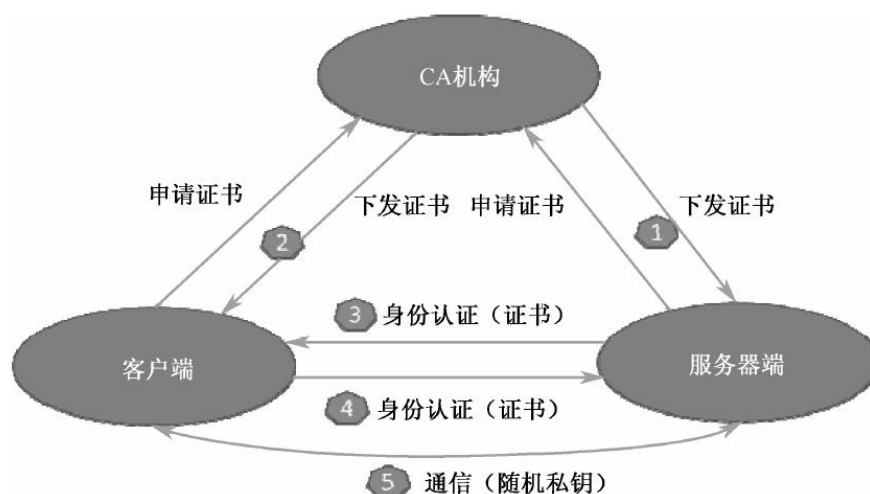 CA机构
申请证书
下发证书 申请证书
下发证书
2
1
3 身份认证（证书）
客户端
服务器端
4 身份认证（证书）
5 通信（随机私钥）